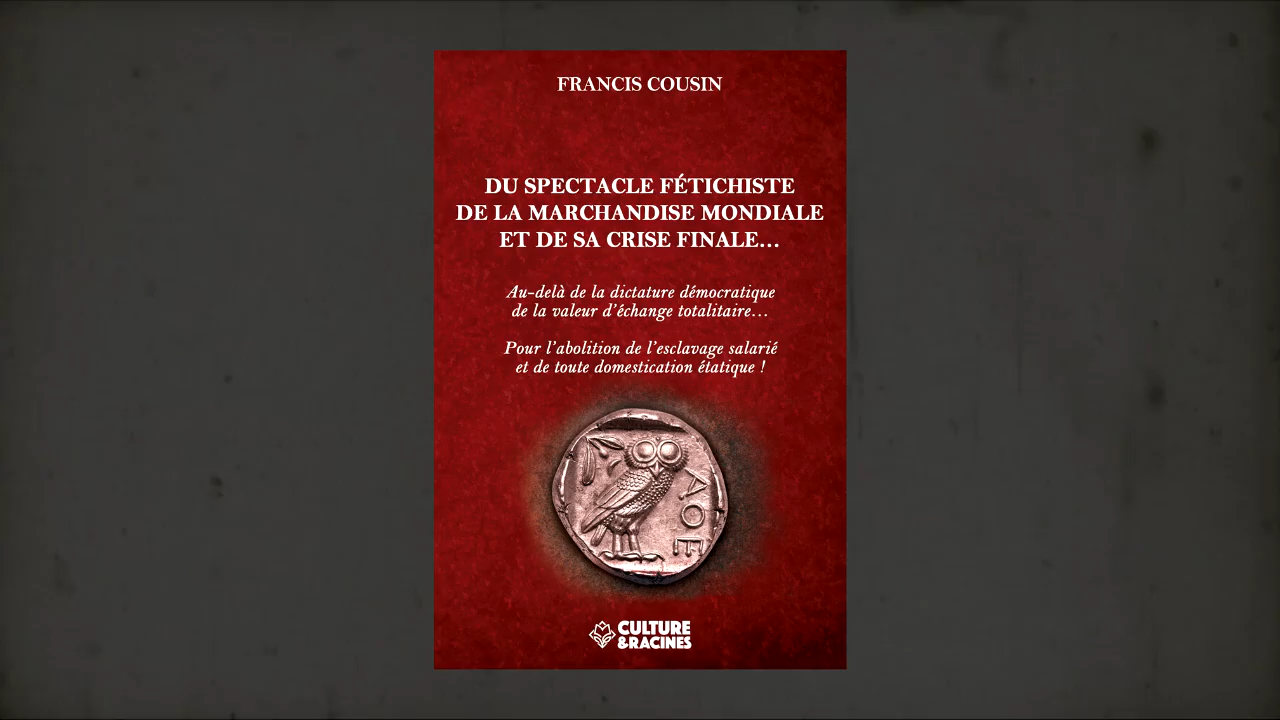 FRANCIS COUSIN
DU SPECTACLE FÉTICHISTE
DE LA MARCHANDISE MONDIALE
ET DE SA CRISE FINALE...
Au-delà de la dictature démocratique
de la valeur d'échange totalitaire...
Pour l'abolition de l'esclavage salarié
et de toute domestication étatique !
ΑΘΕ
CULTURE
&RACINES